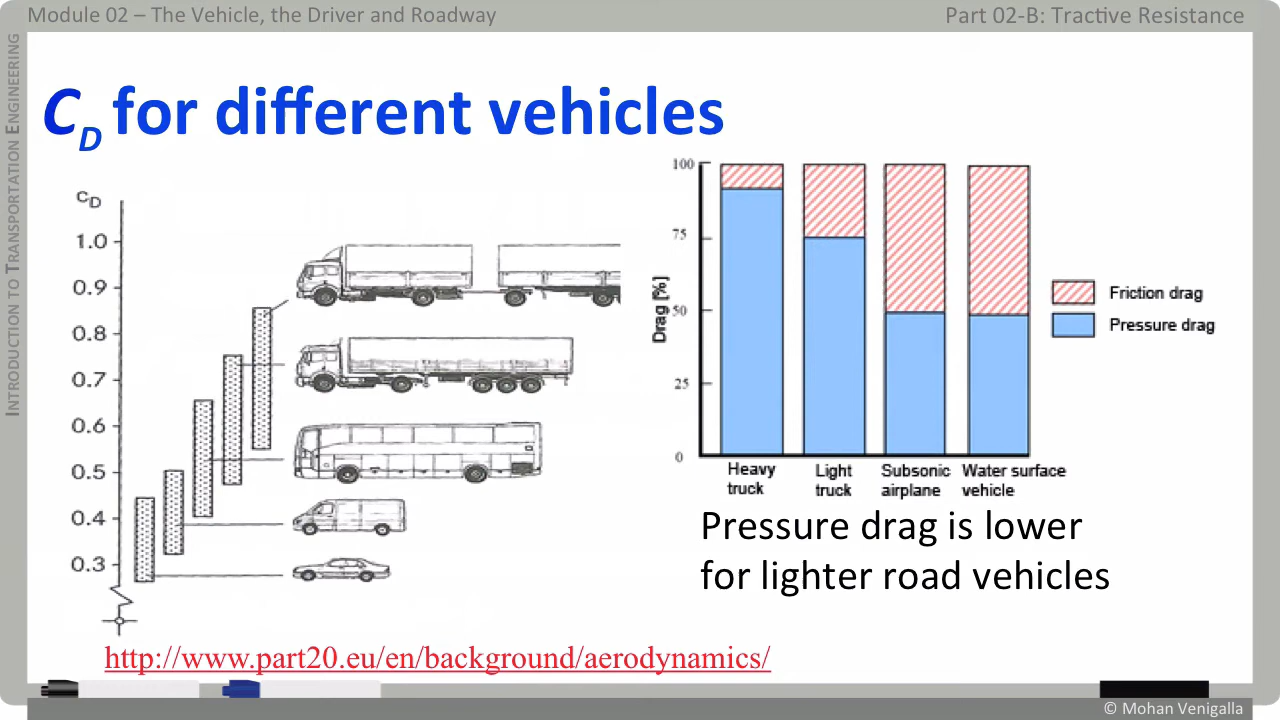 Module 02 – The Vehicle, the Driver and Roadway
Part 02-B: Tractive Resistance
INTRODUCTION TO TRANSPORTATION ENGINEERING
CD for different vehicles
CD
1.0
0.9
0.8
0.7
0.6
0.5
0.4
0.3
100
75
50
25
0
Drag [%]
Heavy truck
Light truck
Subsonic airplane
Water surface vehicle
Friction drag
Pressure drag
Pressure drag is lower
for lighter road vehicles
http://www.part20.eu/en/background/aerodynamics/
© Mohan Venigalla